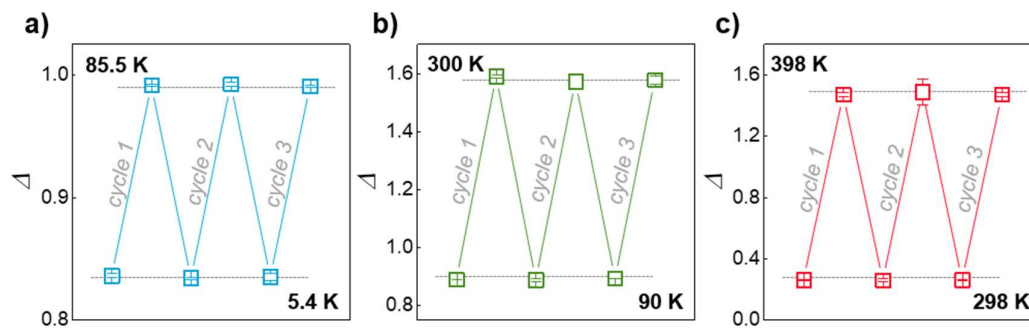 a)
85.5 K
1.0
0.9
0.8
Δ
cycle 1
cycle 2
cycle 3
5.4 K
b)
300 K
1.6
1.4
1.2
1.0
0.8
Δ
cycle 1
cycle 2
cycle 3
90 K
c)
398 K
1.6
1.2
0.8
0.4
0.0
Δ
cycle 1
cycle 2
cycle 3
298 K